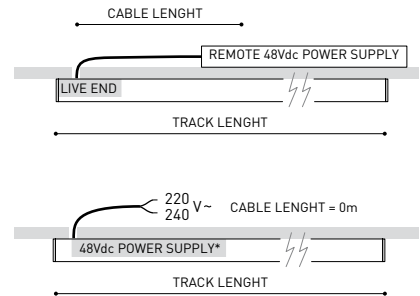 CABLE LENGHT
REMOTE 48Vdc POWER SUPPLY
LIVE END
TRACK LENGHT
220
240 V~ CABLE LENGHT = 0m
48Vdc POWER SUPPLY*
TRACK LENGHT